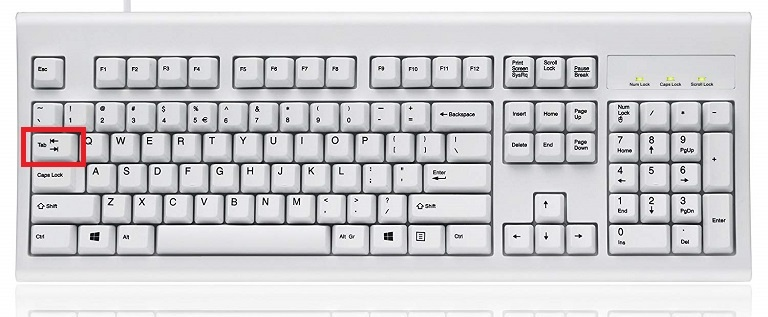 Esc F1 F2 F3 F4 F5 F6 F7 F8 F9 F10 F11 F12 Print Screen SysRq Scroll Lock Pause Break
Num Lock Caps Lock Scroll Lock
~ ! @ # $ % ^ & * ( ) _ +
1 2 3 4 5 € 6 7 8 9 0 - = Backspace Insert Home Page Up Num Lock / * -
Tab Q W E R T Y U I O P { [ } ] | \ Delete End Page Down 7 Home 8 9 PgUp +
Caps Lock A S D F G H J K L : ; " ' Enter 4 5 6
Shift Z X C V B N M < , > . ? / Shift 1 End 2 3 PgDn Enter
Ctrl Alt Alt Gr Ctrl 0 Ins . Del